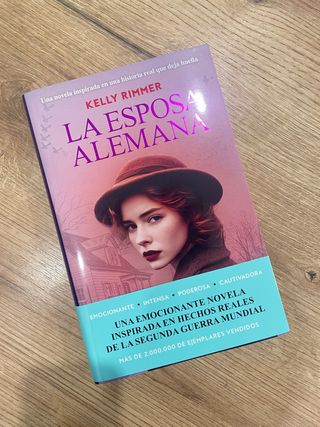 Una novela inspirada en una historia real que deja huella
KELLY RIMMER
LA ESPOSA
ALEMANA
EMOCIONANTE • INTENSA • PODEROSA • CAUTIVADORA
UNA EMOCIONANTE NOVELA
INSPIRADA EN HECHOS REALES
DE LA SEGUNDA GUERRA MUNDIAL
MÁS DE 2.000.000 DE EJEMPLARES VENDIDOS